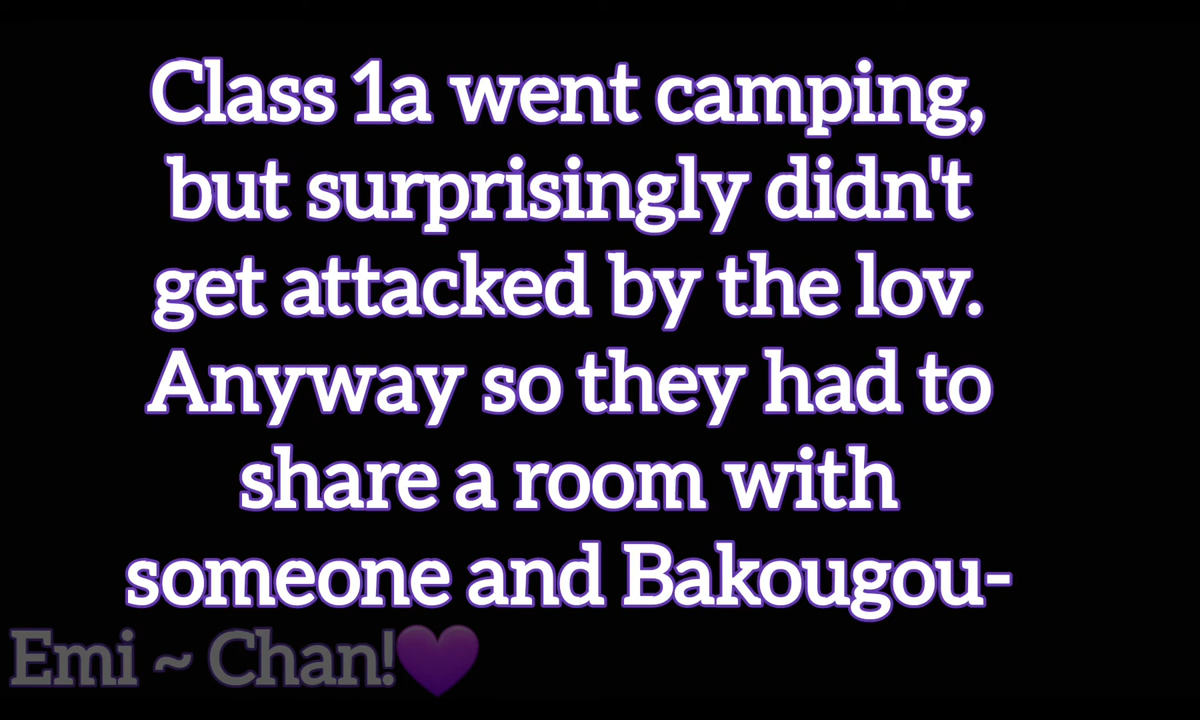 Class 1a went camping,
but surprisingly didn't
get attacked by the lov.
Anyway so they had to
share a room with
someone and Bakougou-
Emi ~ Chan!💜